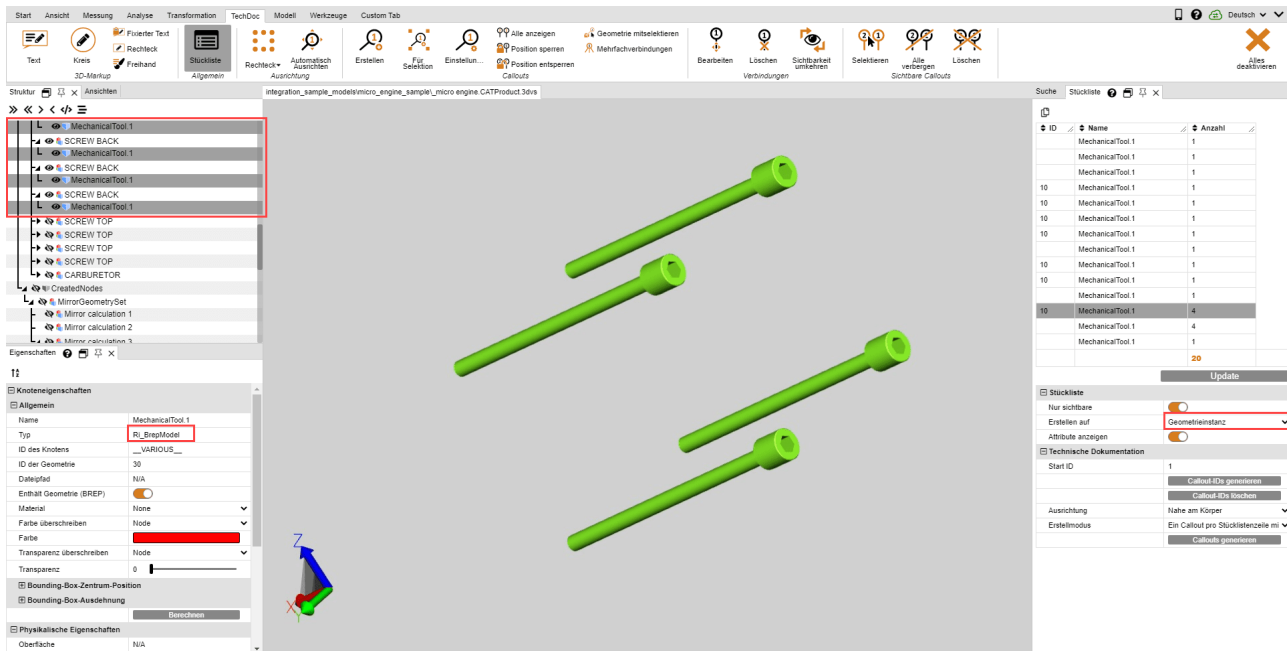 Start Ansicht Messung Analyse Transformation TechDoc Modell Werkzeuge Custom Tab Deutsch
Text
Kreis
Fixierter Text
Rechteck
Freihand
3D-Markup
Stückliste
Allgemein
Rechteck
Automatisch Ausrichten
Ausrichtung
Erstellen
Für Selektion
Einstellun...
Alle anzeigen
Position sperren
Position entsperren
Geometrie mitselektieren
Mehrfachverbindungen
Callouts
Bearbeiten
Löschen
Sichtbarkeit umkehren
Verbindungen
Selektieren
Alle verbergen
Löschen
Sichtbare Callouts
Alles deaktivieren
Struktur Ansichten
MechanicalTool.1
SCREW BACK
MechanicalTool.1
SCREW BACK
MechanicalTool.1
SCREW BACK
MechanicalTool.1
SCREW TOP
SCREW TOP
SCREW TOP
SCREW TOP
CARBURETOR
CreatedNodes
MirrorGeometrySet
Mirror calculation 1
Mirror calculation 2
Mirror calculation 3
Eigenschaften
Knoteneigenschaften
Allgemein
Name MechanicalTool.1
Typ Ri_BrepModel
ID des Knotens __VARIOUS__
ID der Geometrie 30
Dateipfad N/A
Enthält Geometrie (BREP)
Material None
Farbe überschreiben Node
Farbe
Transparenz überschreiben Node
Transparenz 0
Bounding-Box-Zentrum-Position
Bounding-Box-Ausdehnung
Berechnen
Physikalische Eigenschaften
Oberfläche N/A
integration_sample_models\micro_engine_sample\_micro engine.CATProduct.3dvs
Z
X
Y
Suche Stückliste
ID Name Anzahl
MechanicalTool.1 1
MechanicalTool.1 1
MechanicalTool.1 1
10 MechanicalTool.1 1
10 MechanicalTool.1 1
10 MechanicalTool.1 1
10 MechanicalTool.1 1
MechanicalTool.1 1
10 MechanicalTool.1 1
10 MechanicalTool.1 1
MechanicalTool.1 1
10 MechanicalTool.1 4
MechanicalTool.1 4
MechanicalTool.1 1
20
Update
Stückliste
Nur sichtbare
Erstellen auf Geometrieinstanz
Attribute anzeigen
Technische Dokumentation
Start ID 1
Callout-IDs generieren
Callout-IDs löschen
Ausrichtung Nahe am Körper
Erstellmodus Ein Callout pro Stücklistenzeile mi
Callouts generieren